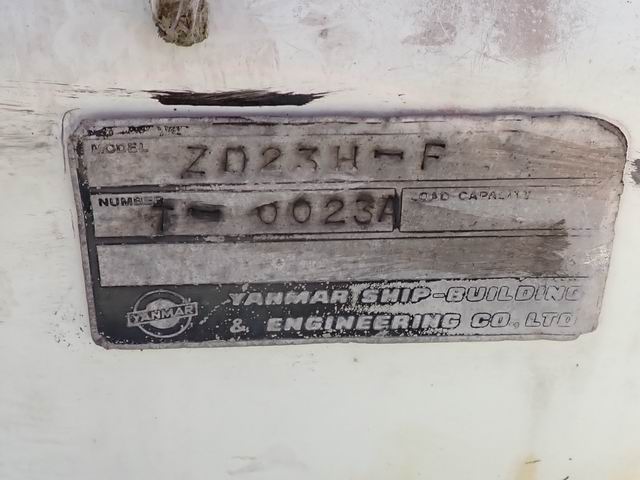 MODEL ZD23H-F
NUMBER T-0023A LOAD CAPACITY
YANMAR
YANMAR SHIP-BUILDING
& ENGINEERING CO., LTD